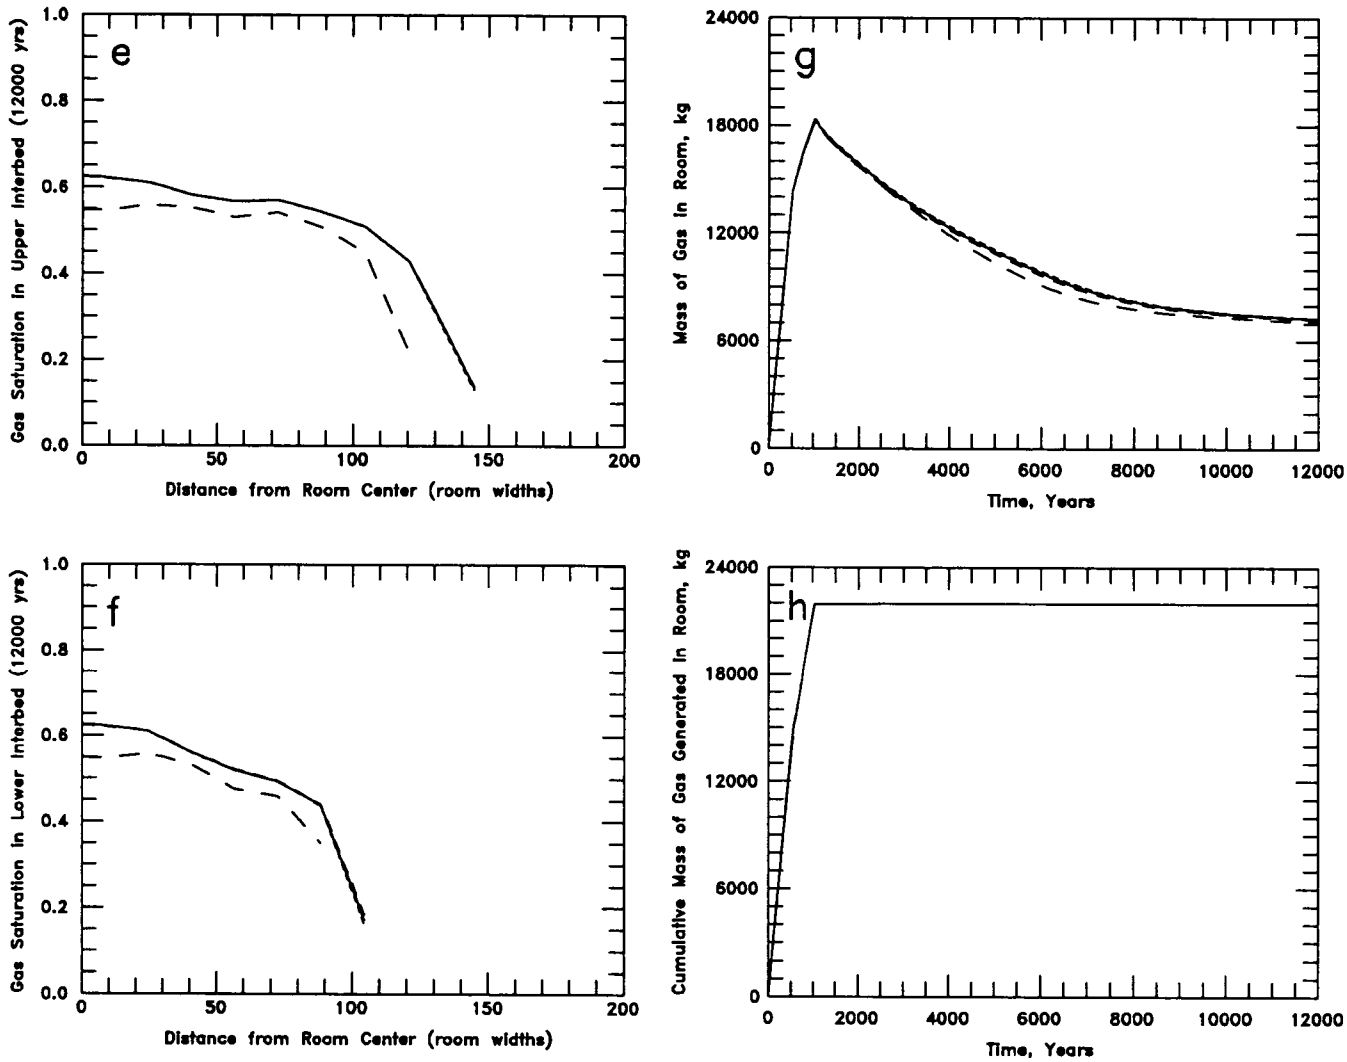 e
Gas Saturation in Upper Interbed (12000 yrs)
1.0
0.8
0.6
0.4
0.2
0.0
0 50 100 150 200
Distance from Room Center (room widths)
g
Mass of Gas in Room, kg
24000
18000
12000
6000
0
0 2000 4000 6000 8000 10000 12000
Time, Years
f
Gas Saturation in Lower Interbed (12000 yrs)
1.0
0.8
0.6
0.4
0.2
0.0
0 50 100 150 200
Distance from Room Center (room widths)
h
Cumulative Mass of Gas Generated in Room, kg
24000
18000
12000
6000
0
0 2000 4000 6000 8000 10000 12000
Time, Years